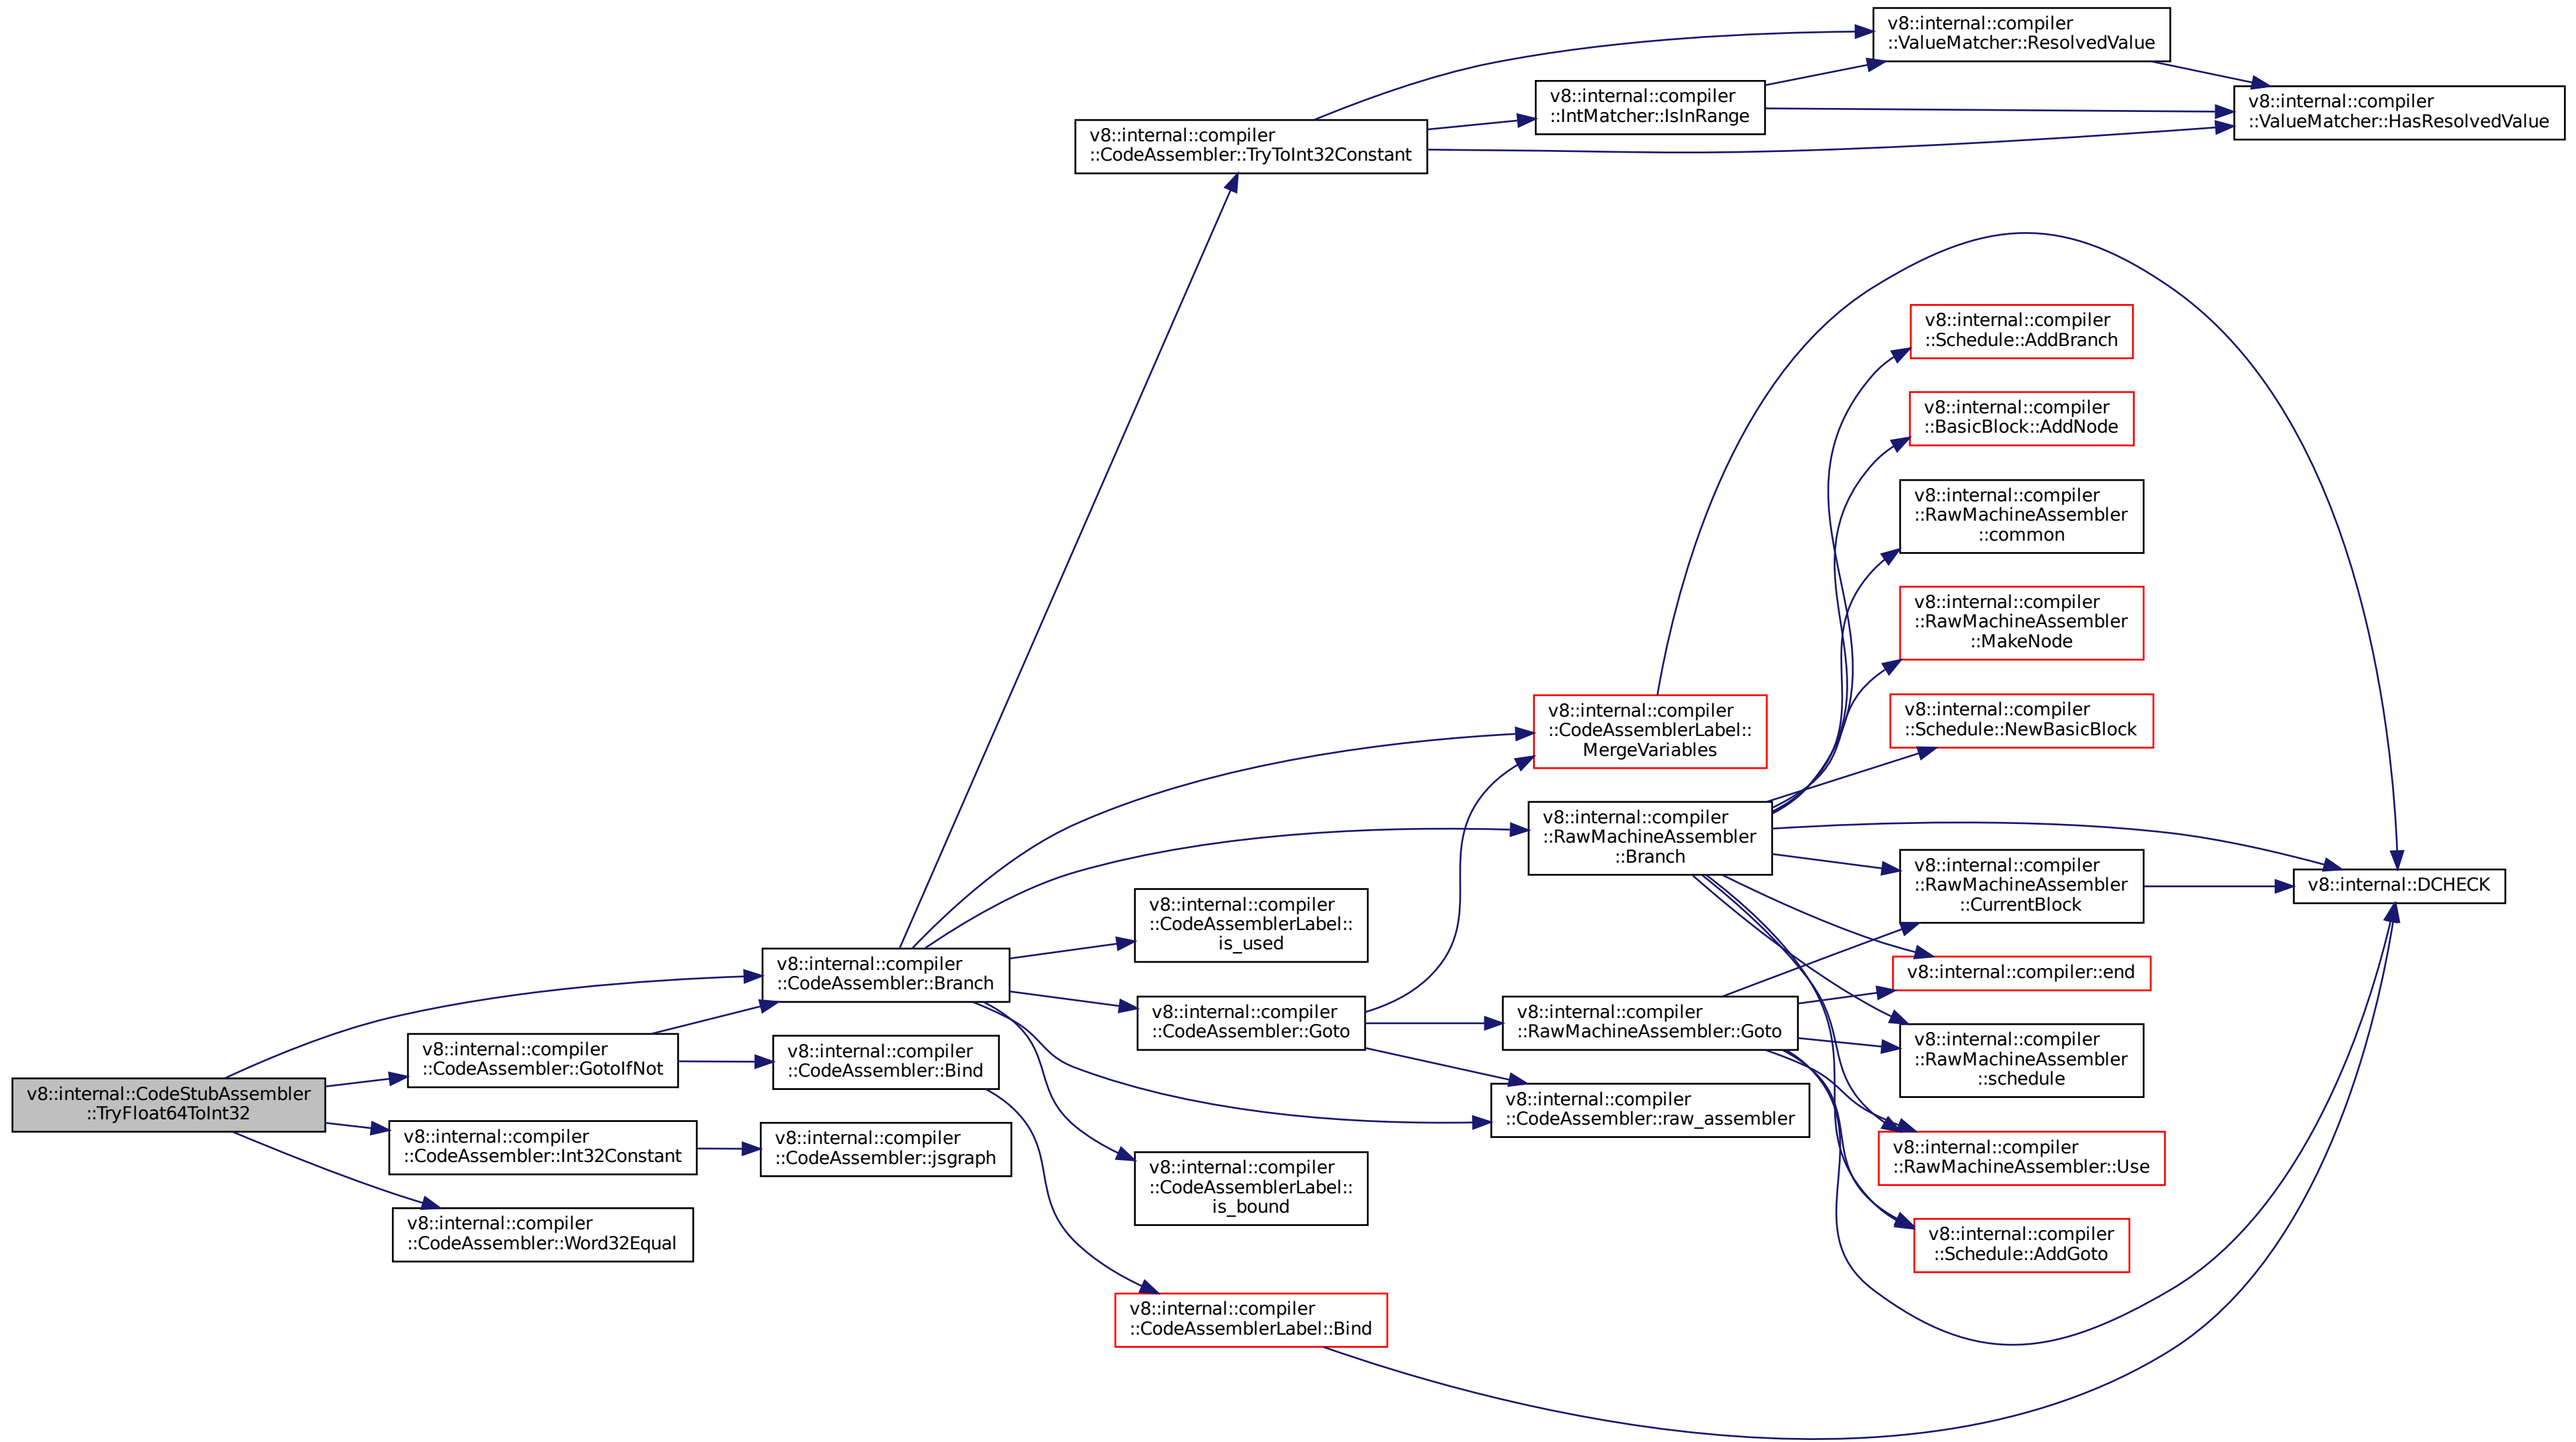 v8::internal::CodeStubAssembler
::TryFloat64ToInt32
v8::internal::compiler
::CodeAssembler::GotoIfNot
v8::internal::compiler
::CodeAssembler::Int32Constant
v8::internal::compiler
::CodeAssembler::Word32Equal
v8::internal::compiler
::CodeAssembler::Branch
v8::internal::compiler
::CodeAssembler::Bind
v8::internal::compiler
::CodeAssembler::jsgraph
v8::internal::compiler
::CodeAssembler::TryToInt32Constant
v8::internal::compiler
::CodeAssemblerLabel::
is_used
v8::internal::compiler
::CodeAssembler::Goto
v8::internal::compiler
::CodeAssemblerLabel::
is_bound
v8::internal::compiler
::CodeAssemblerLabel::Bind
v8::internal::compiler
::IntMatcher::IsInRange
v8::internal::compiler
::CodeAssemblerLabel::
MergeVariables
v8::internal::compiler
::RawMachineAssembler
::Branch
v8::internal::compiler
::RawMachineAssembler::Goto
v8::internal::compiler
::CodeAssembler::raw_assembler
v8::internal::compiler
::ValueMatcher::ResolvedValue
v8::internal::compiler
::Schedule::AddBranch
v8::internal::compiler
::BasicBlock::AddNode
v8::internal::compiler
::RawMachineAssembler
::common
v8::internal::compiler
::RawMachineAssembler
::MakeNode
v8::internal::compiler
::Schedule::NewBasicBlock
v8::internal::compiler
::RawMachineAssembler
::CurrentBlock
v8::internal::compiler::end
v8::internal::compiler
::RawMachineAssembler
::schedule
v8::internal::compiler
::RawMachineAssembler::Use
v8::internal::compiler
::Schedule::AddGoto
v8::internal::compiler
::ValueMatcher::HasResolvedValue
v8::internal::DCHECK